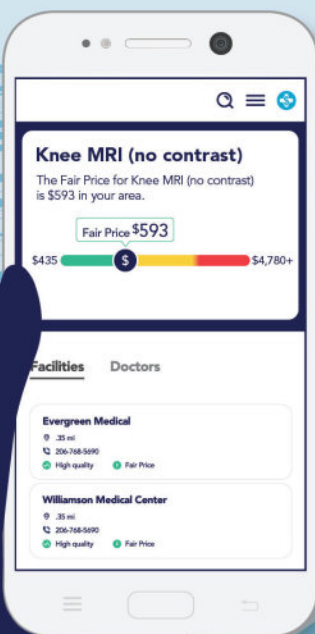 Knee MRI (no contrast)
The Fair Price for Knee MRI (no contrast)
is $593 in your area.
Fair Price $593
$435
$
$4,780+
Facilities
Doctors
Evergreen Medical
.35 mi
206-768-5690
High quality
Fair Price
Williamson Medical Center
.35 mi
206-768-5690
High quality
Fair Price